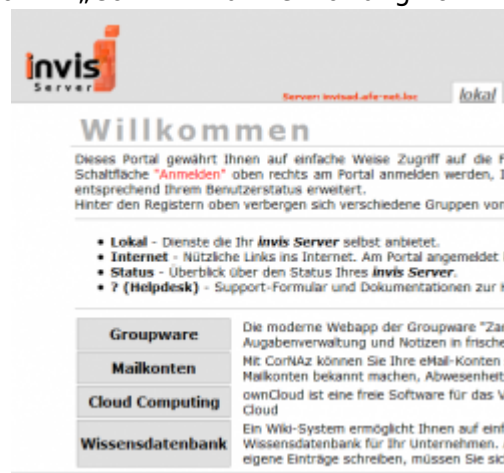 invis
Server
Server: invisad.afe-net.loc
lokal
Willkommen
Dieses Portal gewährt Ihnen auf einfache Weise Zugriff auf die
Schaltfläche "Anmelden" oben rechts am Portal anmelden werden,
entsprechend Ihrem Benutzerstatus erweitert.
Hinter den Registern oben verbergen sich verschiedene Gruppen von
• Lokal - Dienste die Ihr invis Server selbst anbietet.
• Internet - Nützliche Links ins Internet. Am Portal angemeldet
• Status - Überblick über den Status Ihres invis Server.
• ? (Helpdesk) - Support-Formular und Dokumentationen zur
Groupware
Die moderne Webapp der Groupware "Zar
Augabenverwaltung und Notizen in frische
Mailkonten
Mit CorNAz können Sie Ihre eMail-Konten
Mailkonten bekannt machen, Abwesenheit
Cloud Computing
ownCloud ist eine freie Software für das V
Cloud
Wissensdatenbank
Ein Wiki-System ermöglicht Ihnen auf einf
Wissensdatenbank für Ihr Unternehmen.
eigene Einträge schreiben, müssen Sie sic